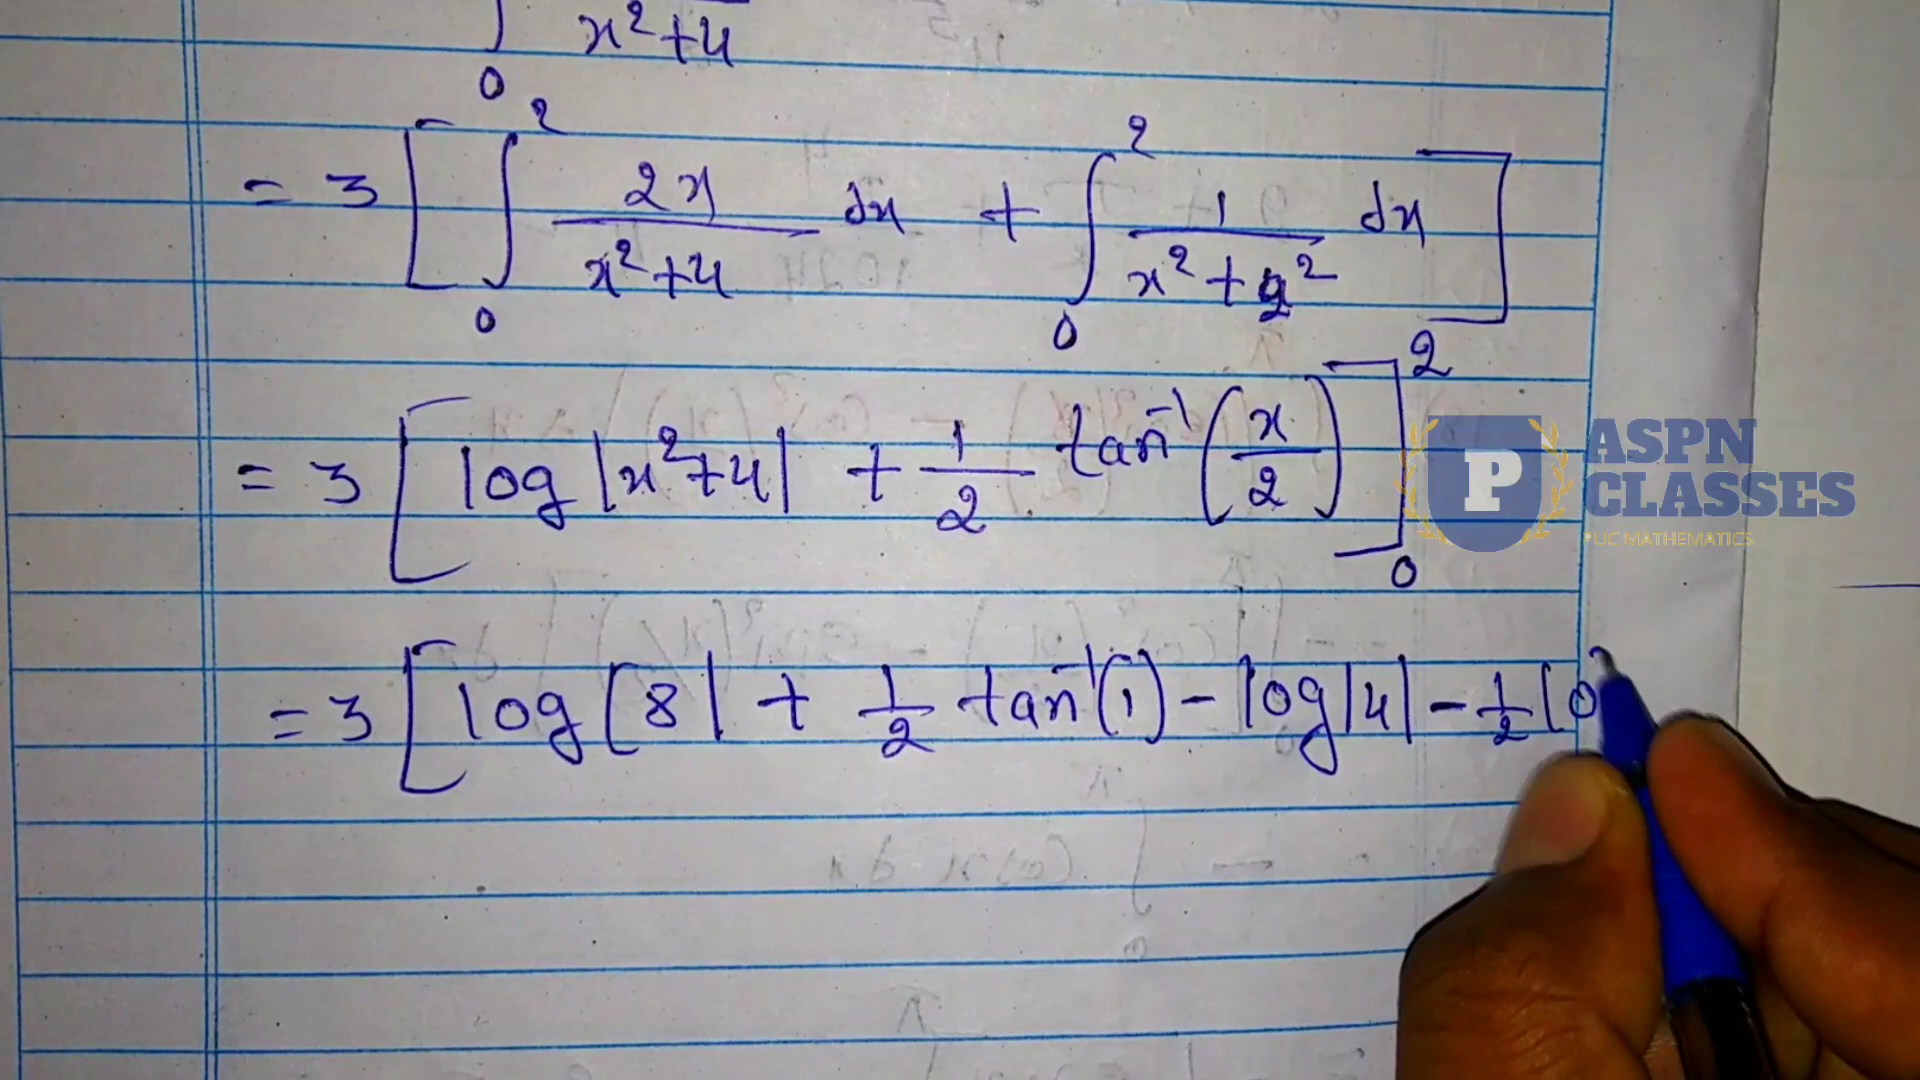 ∫₀ x²+4
= 3 [ ∫₀² 2x/(x²+4) dx + ∫₀² 1/(x²+2²) dx ]
= 3 [ log |x²+4| + 1/2 tan⁻¹(x/2) ]₀²
= 3 [ log [8| + 1/2 tan⁻¹(1) - log|4| - 1/2 (0
P ASPN
CLASSES
PUC MATHEMATICS